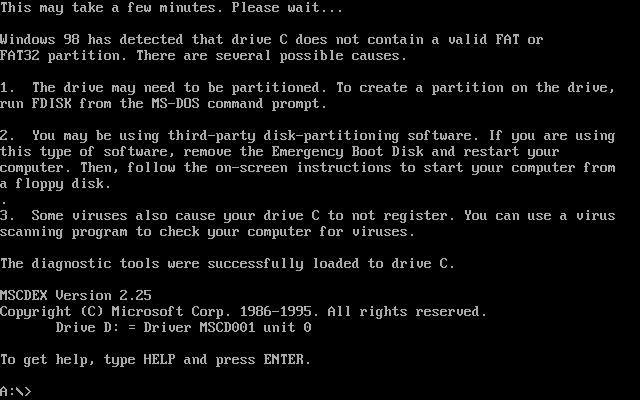 This may take a few minutes. Please wait...
Windows 98 has detected that drive C does not contain a valid FAT or
FAT32 partition. There are several possible causes.
1.  The drive may need to be partitioned. To create a partition on the drive,
run FDISK from the MS-DOS command prompt.
2.  You may be using third-party disk-partitioning software. If you are using
this type of software, remove the Emergency Boot Disk and restart your
computer. Then, follow the on-screen instructions to start your computer from
a floppy disk.
.
3.  Some viruses also cause your drive C to not register. You can use a virus
scanning program to check your computer for viruses.
The diagnostic tools were successfully loaded to drive C.
MSCDEX Version 2.25
Copyright (C) Microsoft Corp. 1986-1995. All rights reserved.
       Drive D: = Driver MSCD001 unit 0
To get help, type HELP and press ENTER.
A:\>